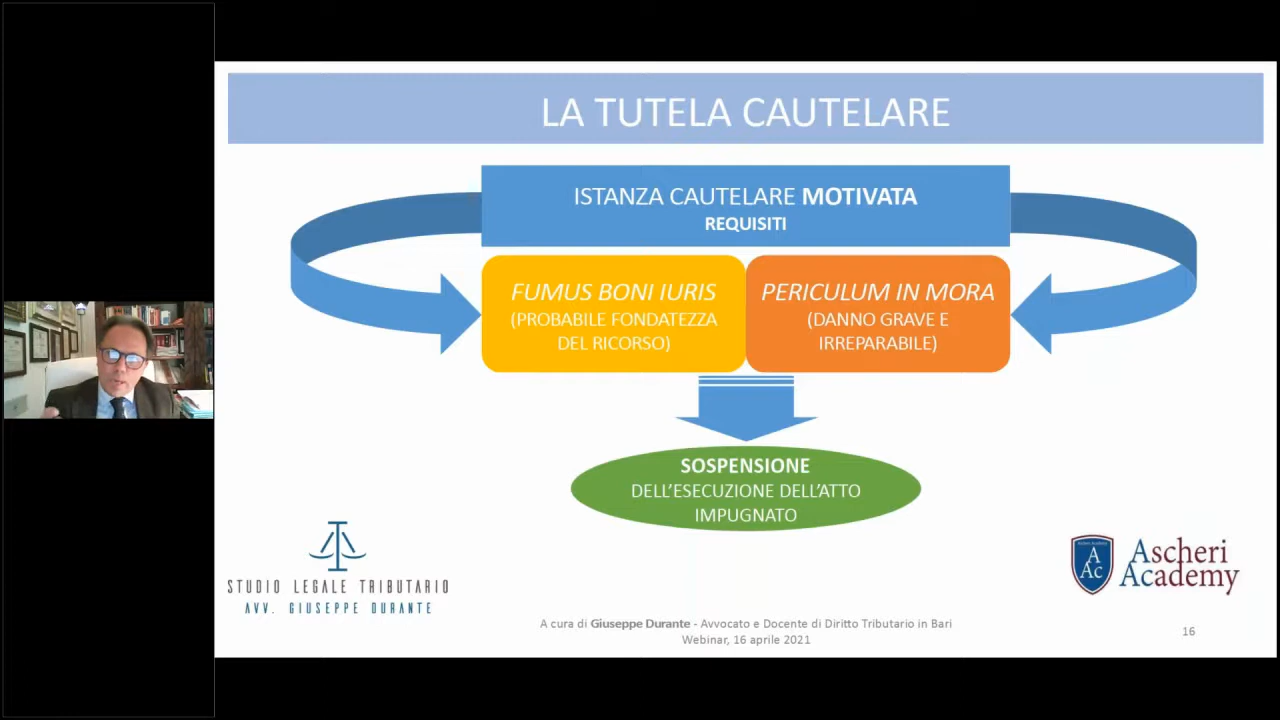 LA TUTELA CAUTELARE
ISTANZA CAUTELARE MOTIVATA
REQUISITI
FUMUS BONI IURIS
(PROBABILE FONDATEZZA
DEL RICORSO)
PERICULUM IN MORA
(DANNO GRAVE E
IRREPARABILE)
SOSPENSIONE
DELL'ESECUZIONE DELL'ATTO
IMPUGNATO
STUDIO LEGALE TRIBUTARIO
AVV. GIUSEPPE DURANTE
A
Ac
Ascheri
Academy
A cura di Giuseppe Durante - Avvocato e Docente di Diritto Tributario in Bari
Webinar, 16 aprile 2021
16